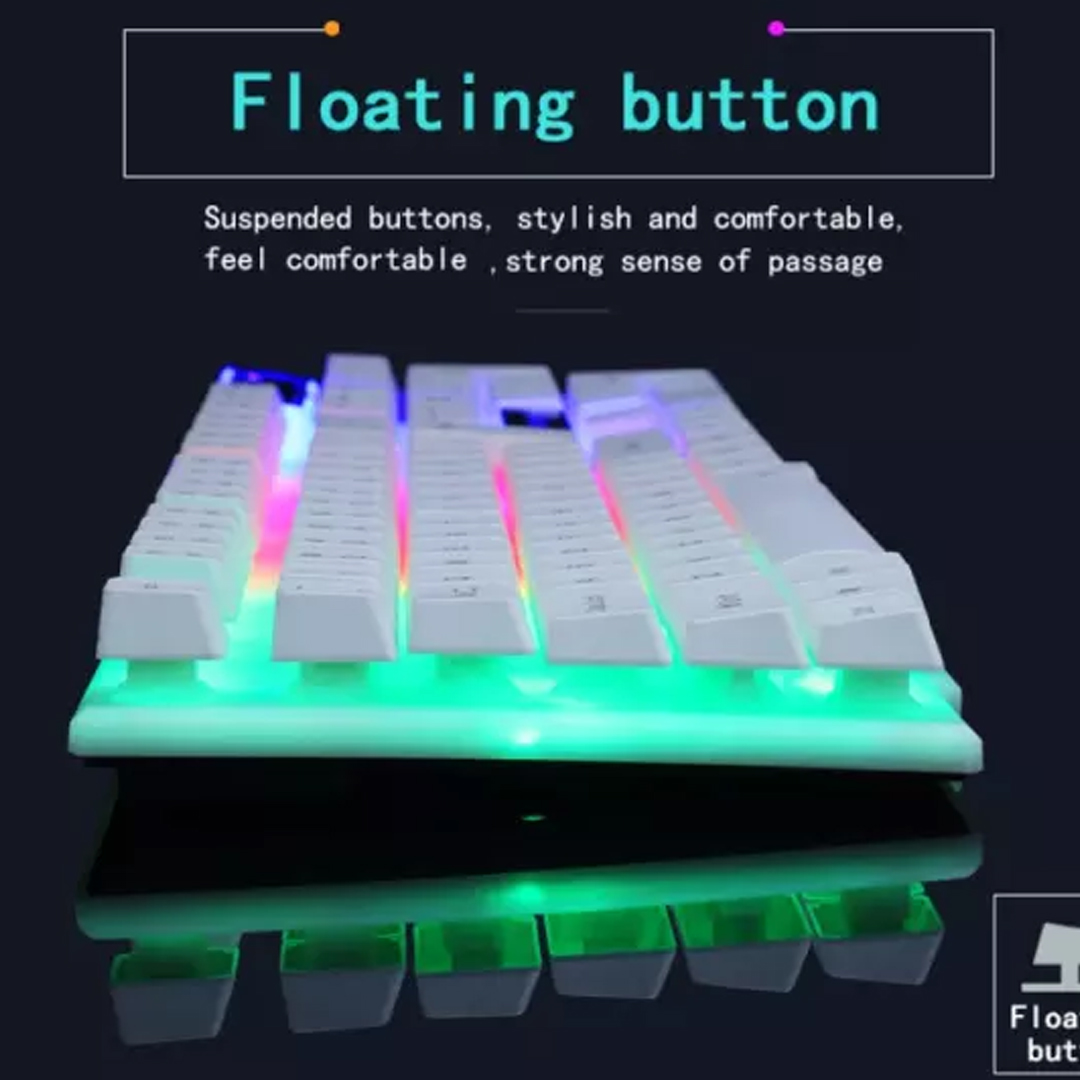 Floating button
Suspended buttons, stylish and comfortable,
feel comfortable ,strong sense of passage
Floa
but